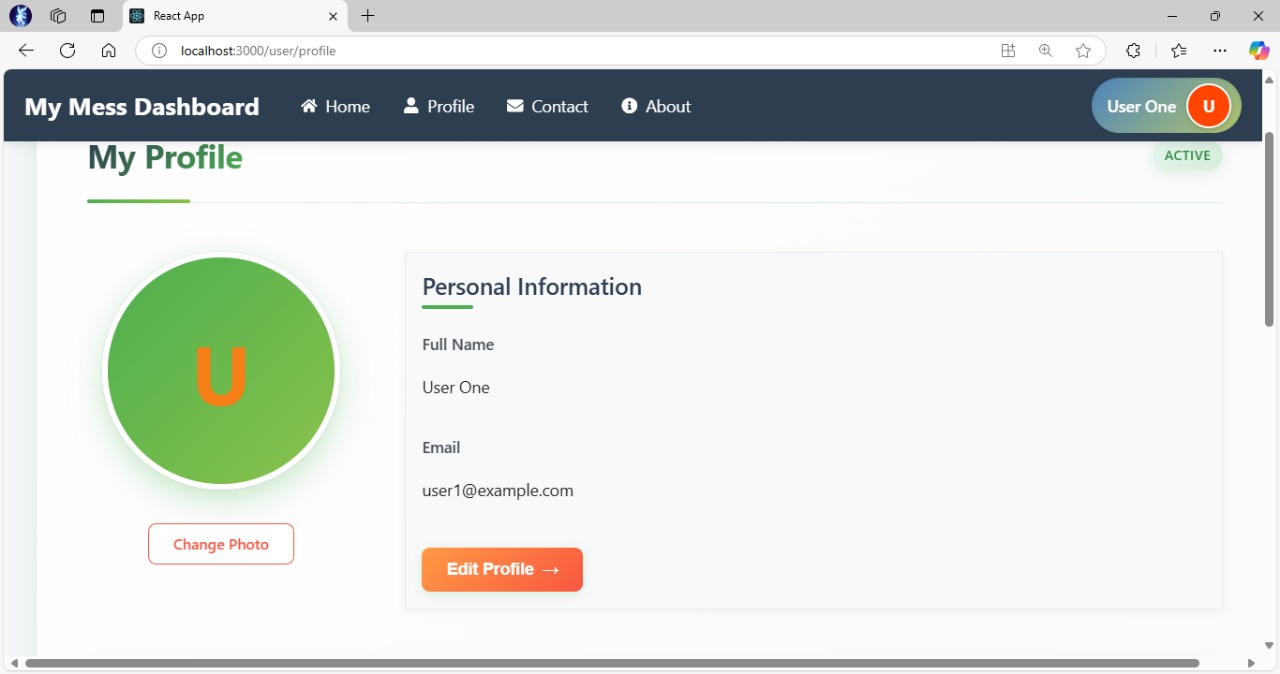 React App
localhost:3000/user/profile
My Mess Dashboard Home Profile Contact About User One U
My Profile ACTIVE
U
Change Photo
Personal Information
Full Name
User One
Email
user1@example.com
Edit Profile →